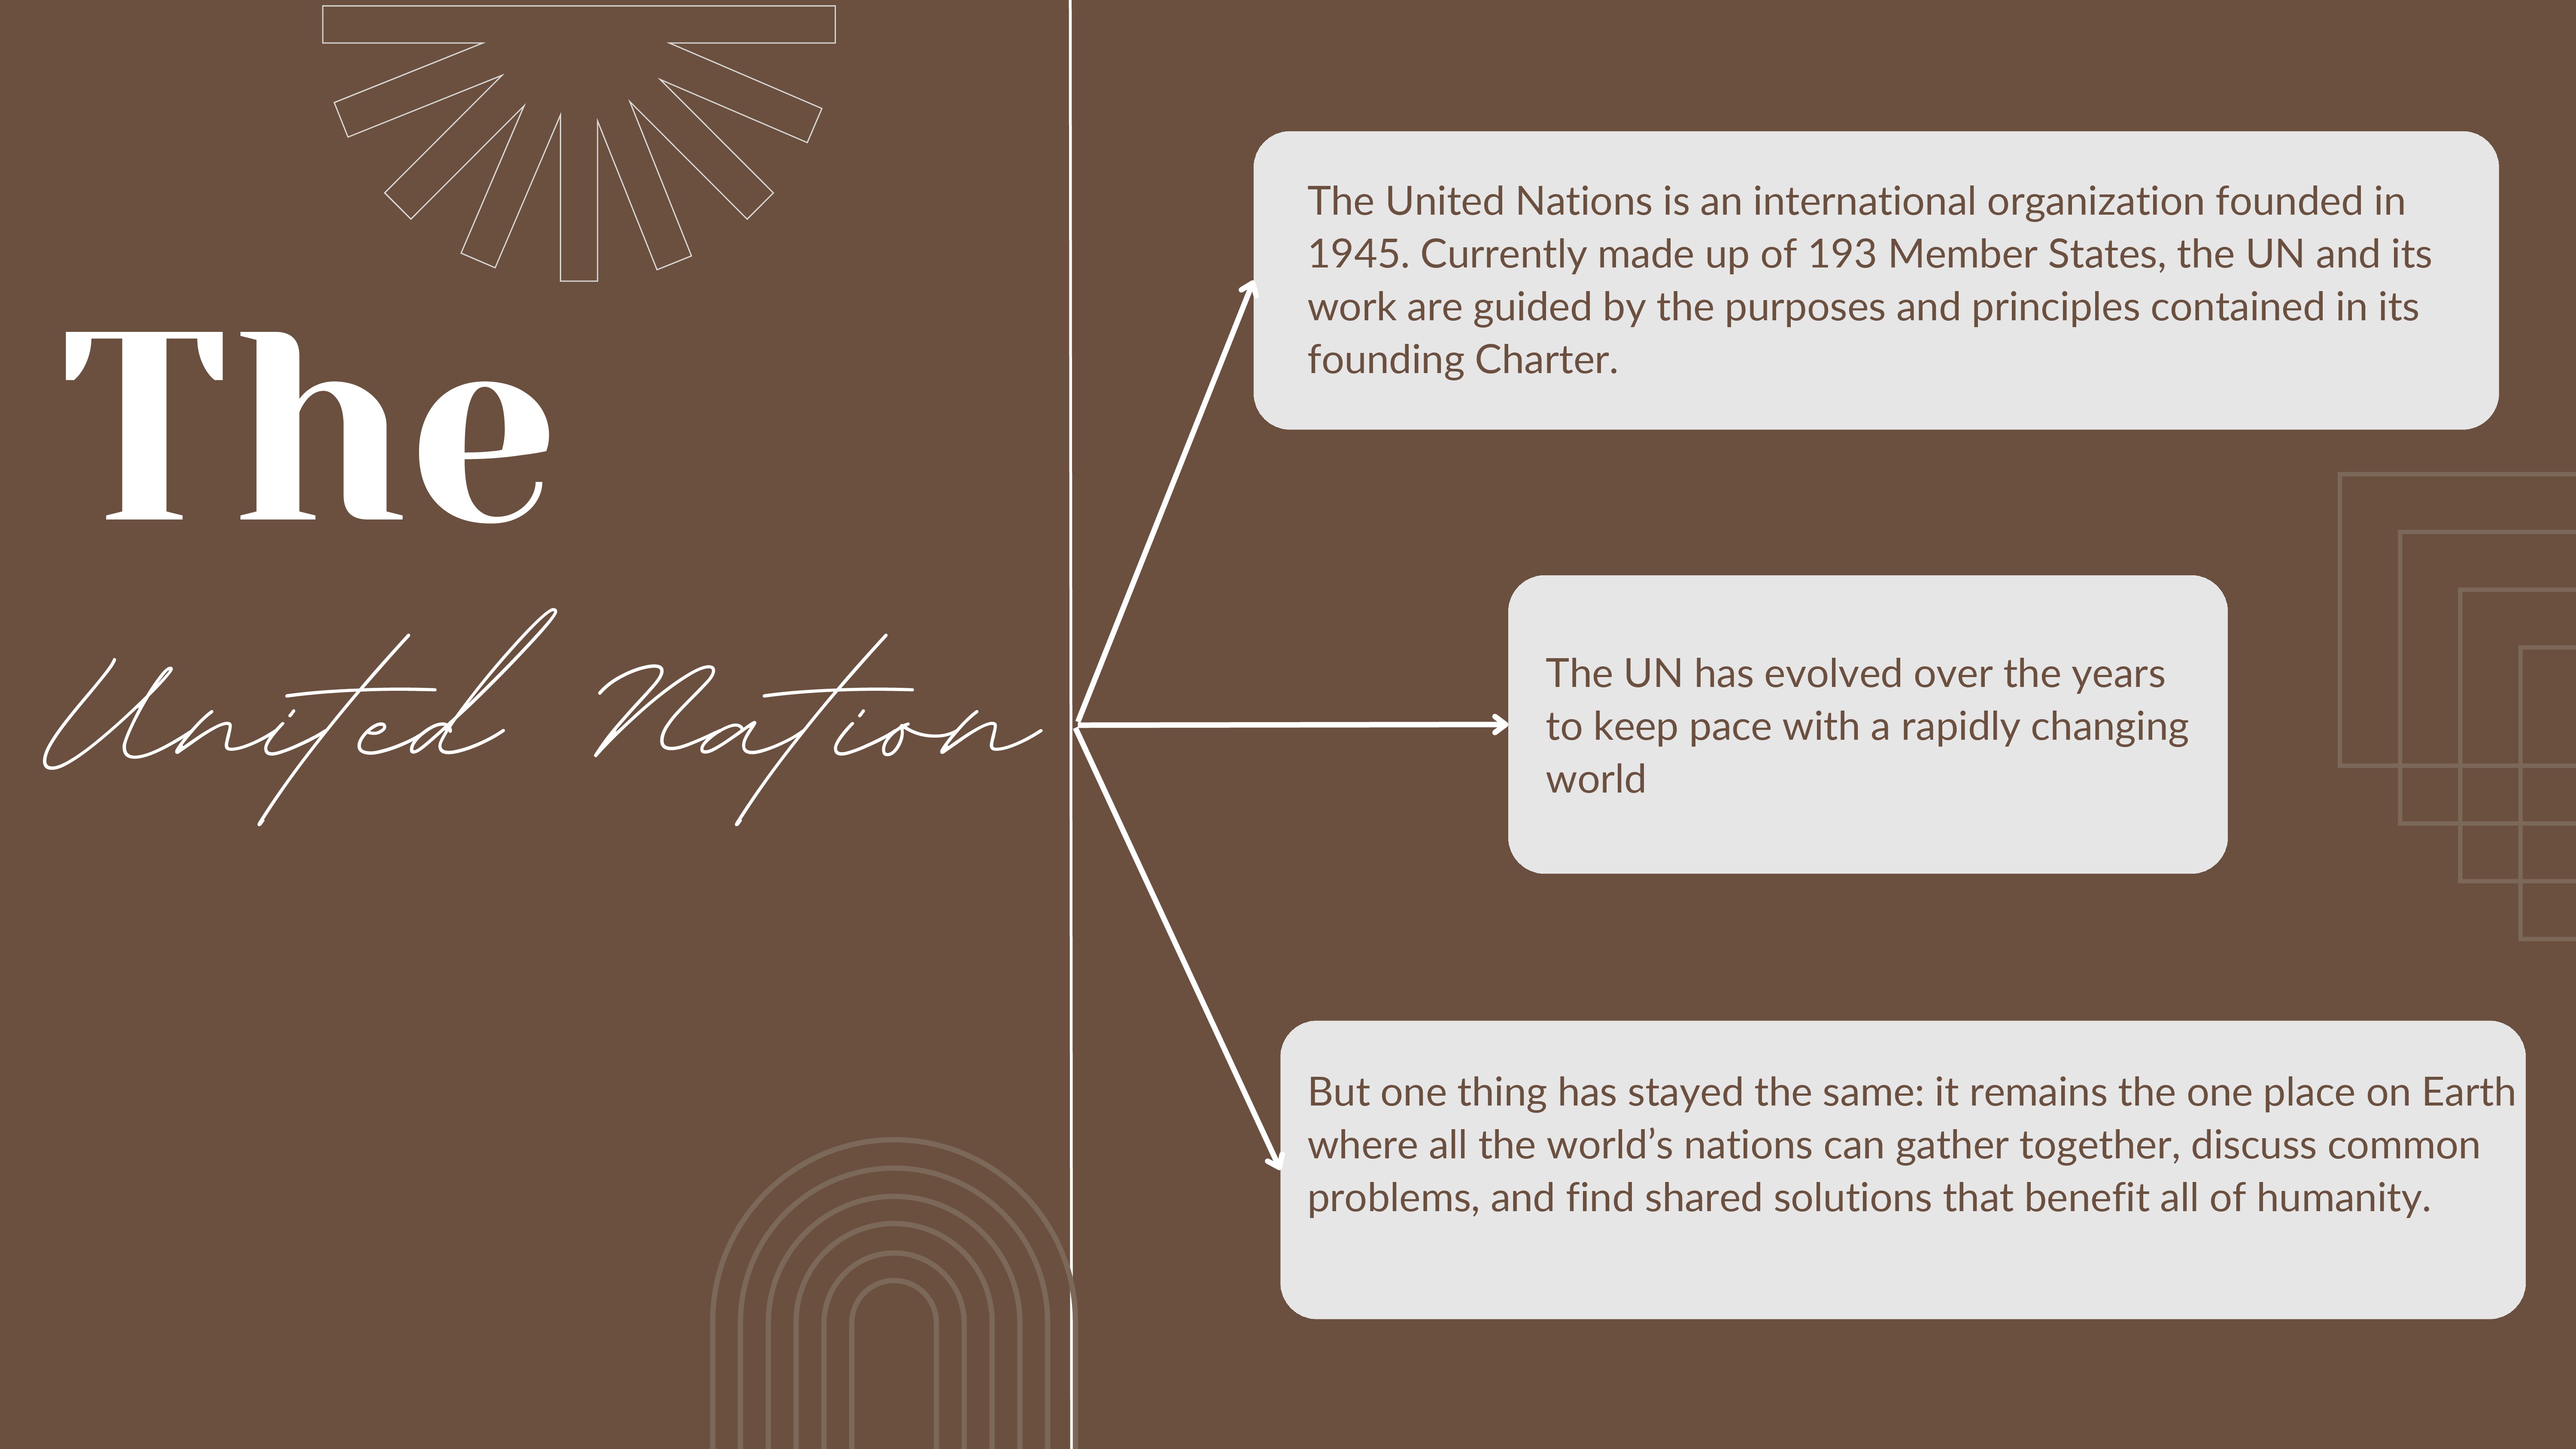 The
United Nation
The United Nations is an international organization founded in
1945. Currently made up of 193 Member States, the UN and its
work are guided by the purposes and principles contained in its
founding Charter.
The UN has evolved over the years
to keep pace with a rapidly changing
world
But one thing has stayed the same: it remains the one place on Earth
where all the world’s nations can gather together, discuss common
problems, and find shared solutions that benefit all of humanity.